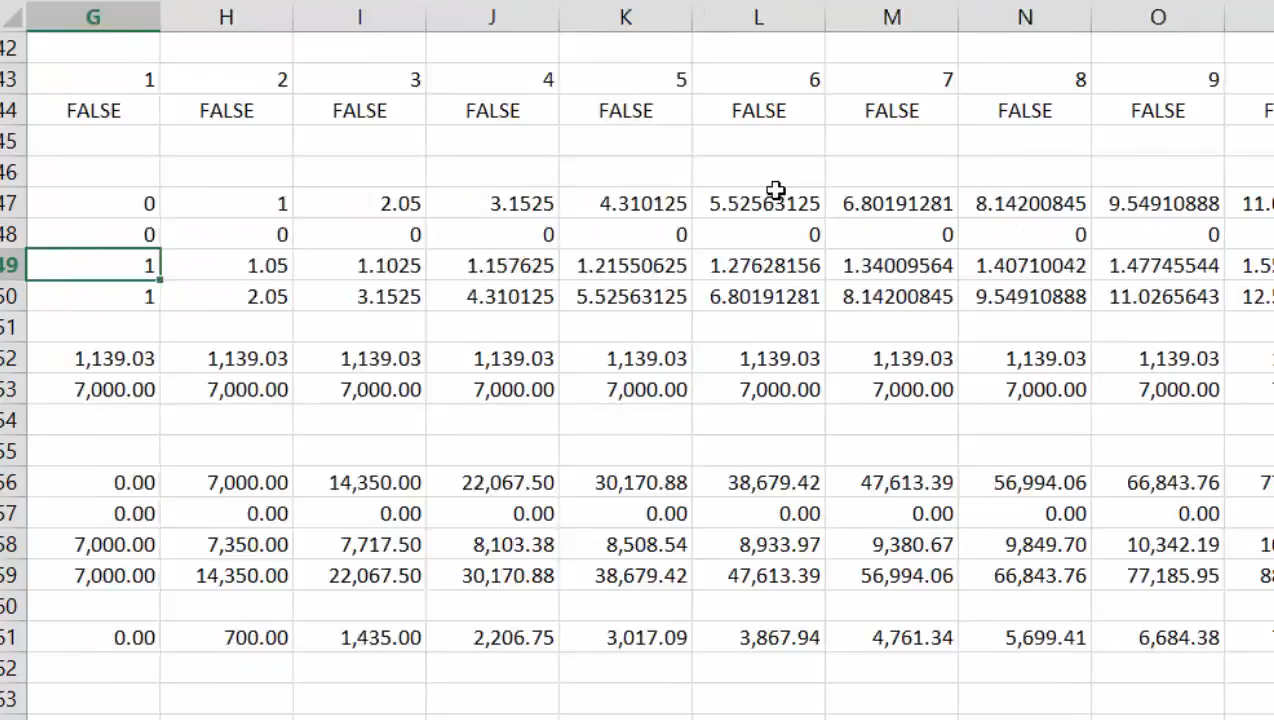 G H I J K L M N O
42
43 1 2 3 4 5 6 7 8 9
44 FALSE FALSE FALSE FALSE FALSE FALSE FALSE FALSE FALSE F
45
46
47 0 1 2.05 3.1525 4.310125 5.52563125 6.80191281 8.14200845 9.54910888 11.0
48 0 0 0 0 0 0 0 0 0
49 1 1.05 1.1025 1.157625 1.21550625 1.27628156 1.34009564 1.40710042 1.47745544 1.5
50 1 2.05 3.1525 4.310125 5.52563125 6.80191281 8.14200845 9.54910888 11.0265643 12.5
51
52 1,139.03 1,139.03 1,139.03 1,139.03 1,139.03 1,139.03 1,139.03 1,139.03 1,139.03
53 7,000.00 7,000.00 7,000.00 7,000.00 7,000.00 7,000.00 7,000.00 7,000.00 7,000.00
54
55
56 0.00 7,000.00 14,350.00 22,067.50 30,170.88 38,679.42 47,613.39 56,994.06 66,843.76
57 0.00 0.00 0.00 0.00 0.00 0.00 0.00 0.00 0.00
58 7,000.00 7,350.00 7,717.50 8,103.38 8,508.54 8,933.97 9,380.67 9,849.70 10,342.19
59 7,000.00 14,350.00 22,067.50 30,170.88 38,679.42 47,613.39 56,994.06 66,843.76 77,185.95
60
61 0.00 700.00 1,435.00 2,206.75 3,017.09 3,867.94 4,761.34 5,699.41 6,684.38
62
63